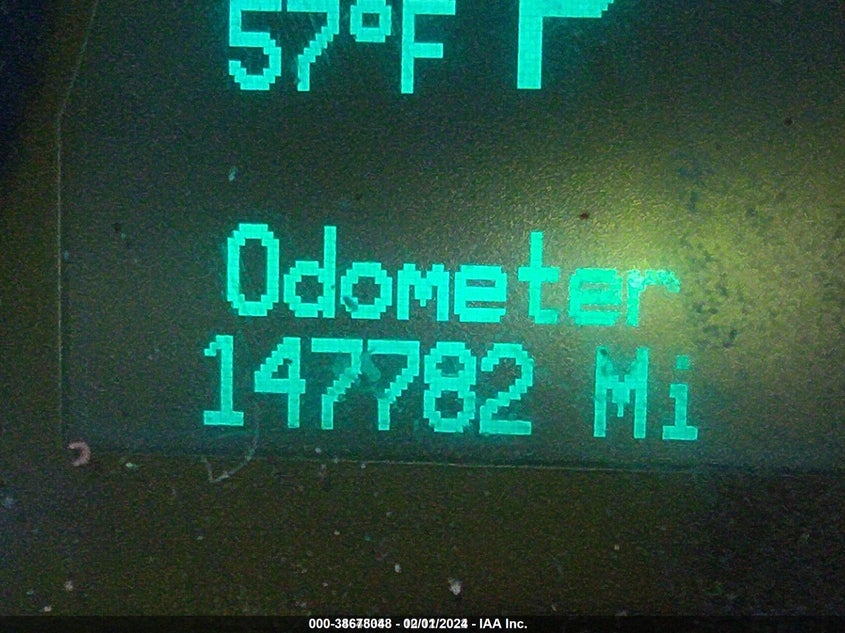 57°F P
Odometer
147782 Mi
- IAA Inc.